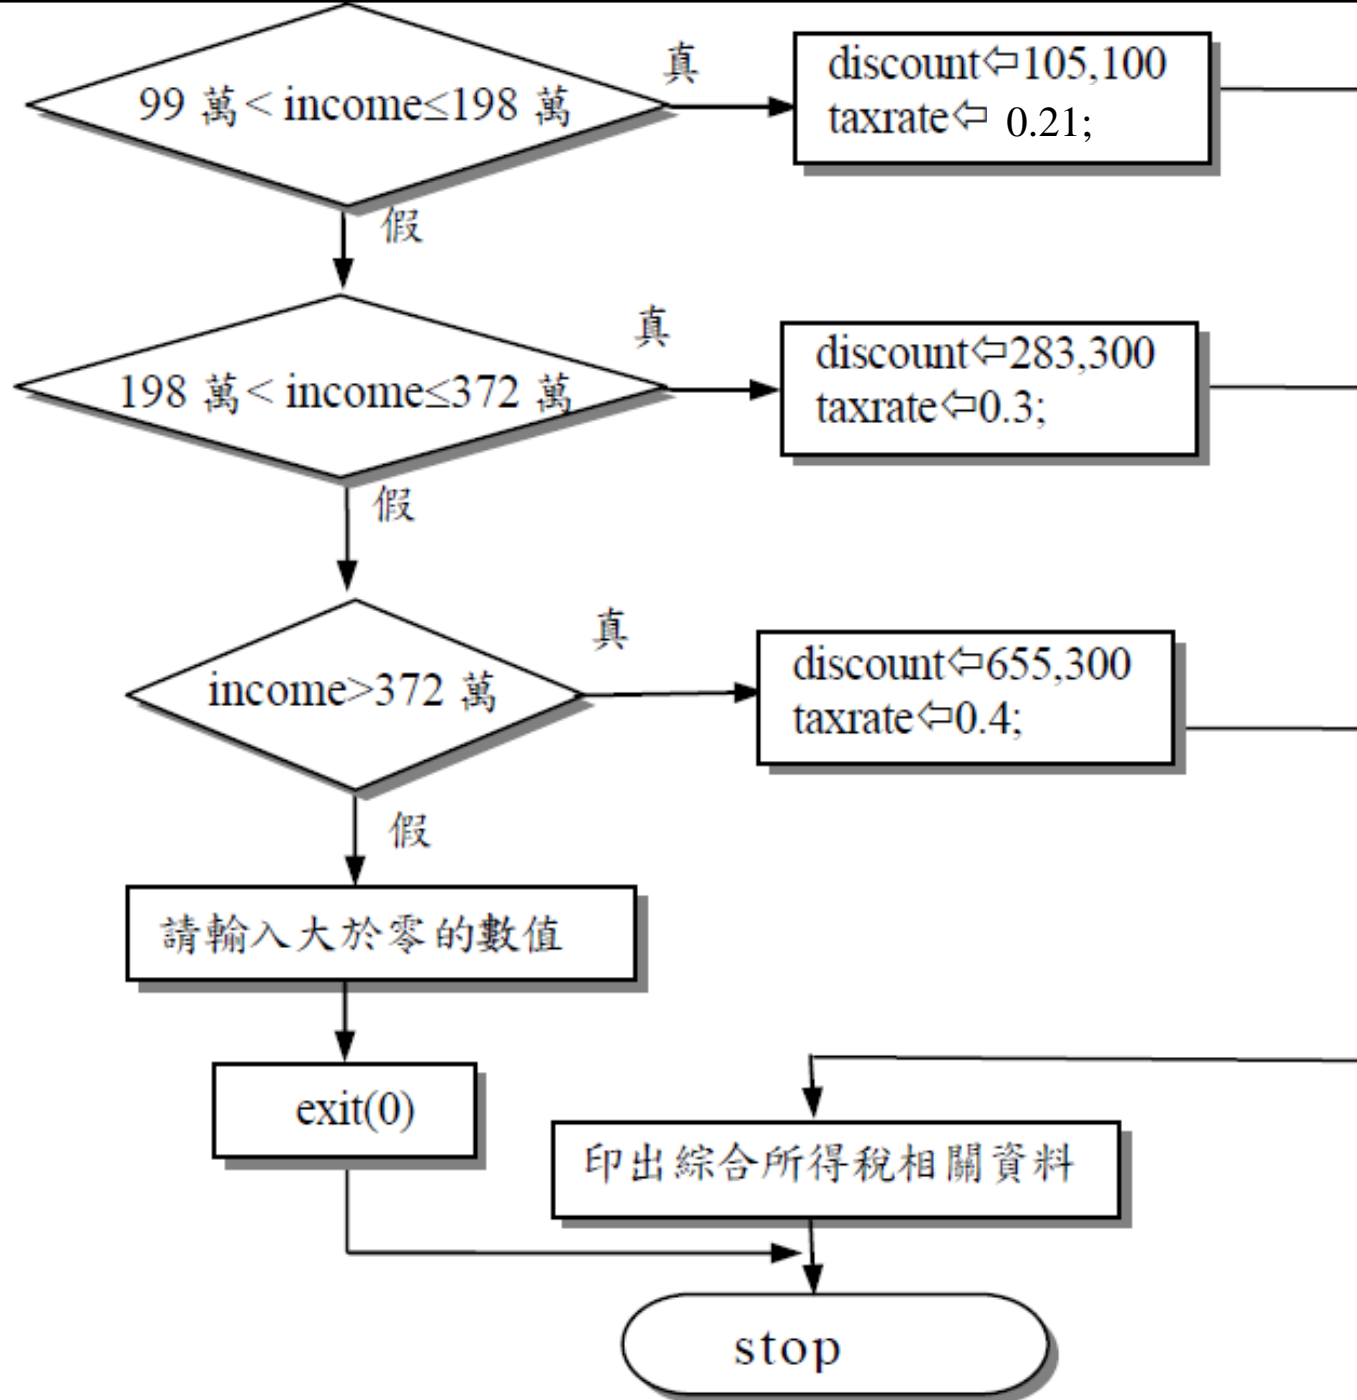 99 萬< income≤198 萬
真
discount⇦105,100
taxrate⇦ 0.21;
假
198 萬< income≤372 萬
真
discount⇦283,300
taxrate⇦0.3;
假
income>372 萬
真
discount⇦655,300
taxrate⇦0.4;
假
請輸入大於零的數值
exit(0)
印出綜合所得稅相關資料
stop